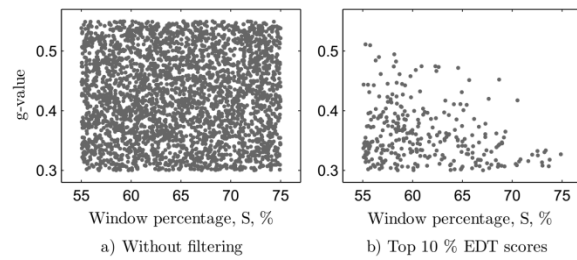 g-value
0.5
0.4
0.3
55 60 65 70 75
Window percentage, S, %
a) Without filtering
0.5
0.4
0.3
55 60 65 70 75
Window percentage, S, %
b) Top 10 % EDT scores